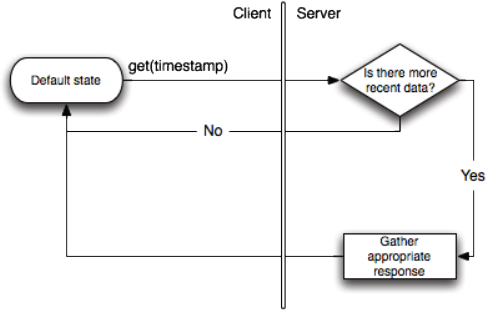 Client
Server
get(timestamp)
Default state
Is there more
recent data?
No
Yes
Gather
appropriate
response